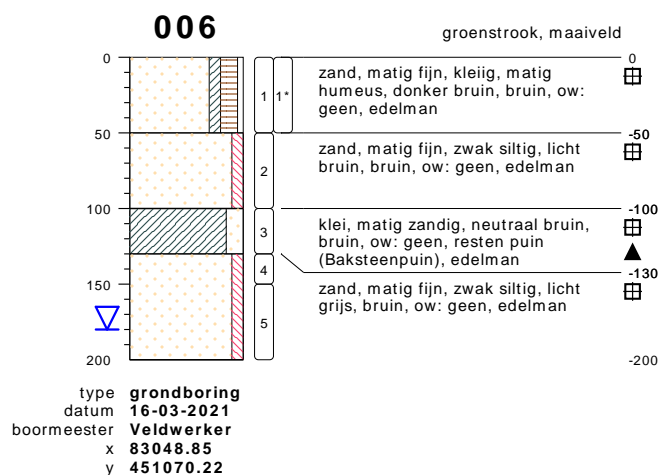 006
groenstrook, maaiveld
0
0
zand, matig fijn, kleiig, matig
humeus, donker bruin, bruin, ow:
geen, edelman
1
1*
50
-50
zand, matig fijn, zwak siltig, licht
bruin, bruin, ow: geen, edelman
2
100
-100
klei, matig zandig, neutraal bruin,
bruin, ow: geen, resten puin
(Baksteenpuin), edelman
3
-130
4
zand, matig fijn, zwak siltig, licht
grijs, bruin, ow: geen, edelman
150
5
200
-200
type grondboring
datum 16-03-2021
boormeester Veldwerker
x 83048.85
y 451070.22